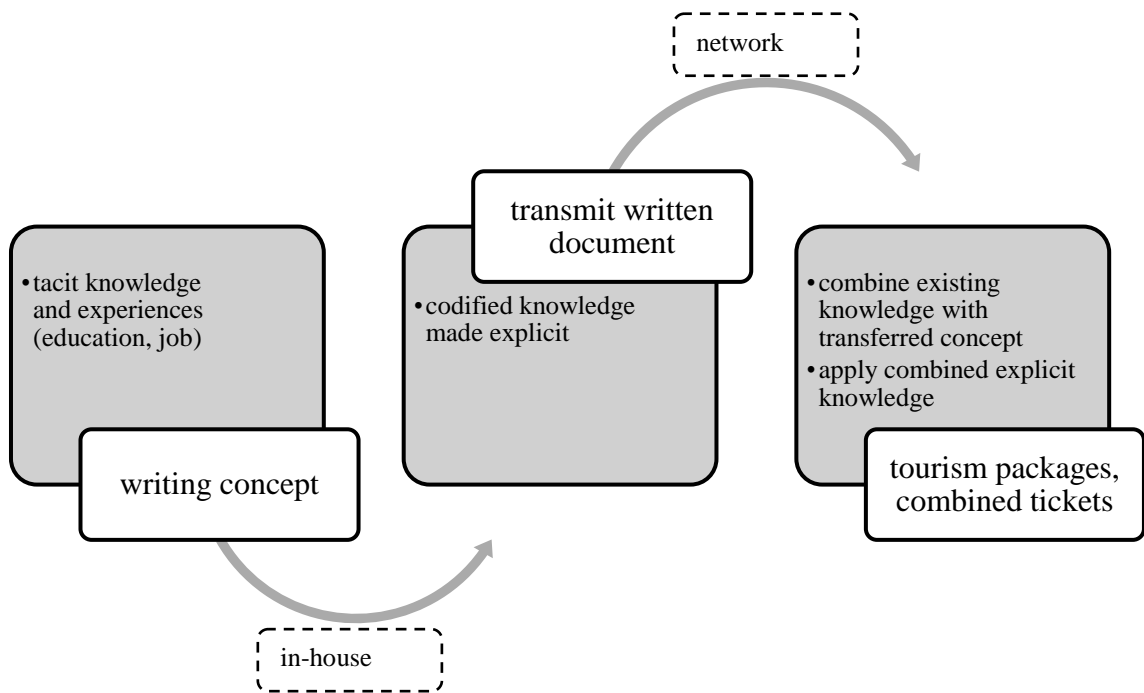 network
transmit written
document
• tacit knowledge
and experiences
(education, job)
writing concept
• codified knowledge
made explicit
• combine existing
knowledge with
transferred concept
• apply combined explicit
knowledge
tourism packages,
combined tickets
in-house